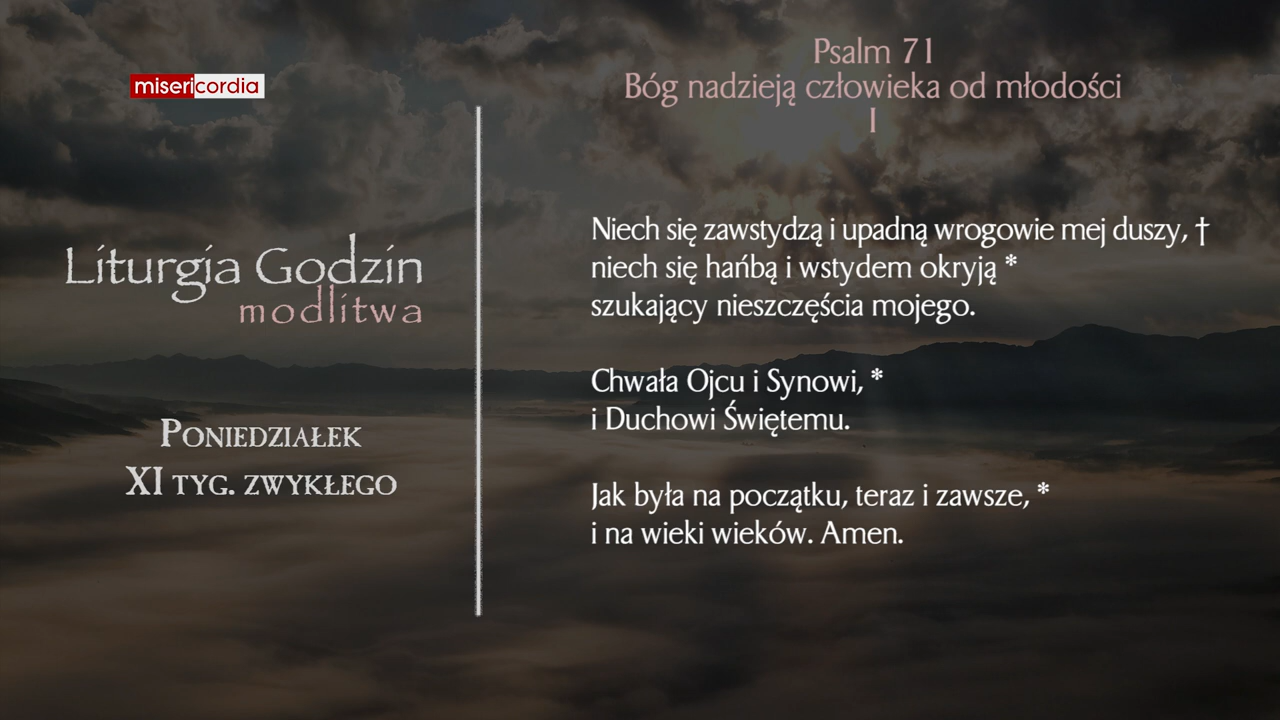 misericordia
Liturgia Godzin
modlitwa
Poniedziałek
XI tyg. zwykłego
Psalm 71
Bóg nadzieją człowieka od młodości
I
Niech się zawstydzą i upadną wrogowie mej duszy, †
niech się hańbą i wstydem okryją *
szukający nieszczęścia mojego.
Chwała Ojcu i Synowi, *
i Duchowi Świętemu.
Jak była na początku, teraz i zawsze, *
i na wieki wieków. Amen.